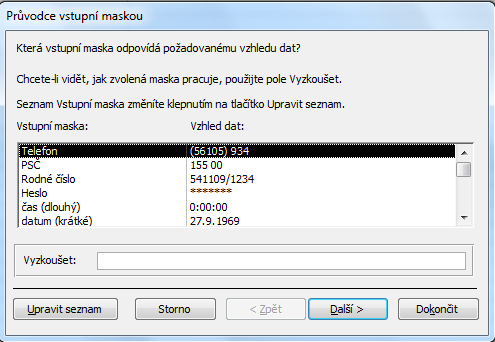 Průvodce vstupní maskou
Která vstupní maska odpovídá požadovanému vzhledu dat?
Chcete-li vidět, jak zvolená maska pracuje, použijte pole Vyzkoušet.
Seznam Vstupní maska změníte klepnutím na tlačítko Upravit seznam.
Vstupní maska: Vzhled dat:
Telefon (56105) 934
PSČ 155 00
Rodné číslo 541109/1234
Heslo *******
čas (dlouhý) 0:00:00
datum (krátké) 27.9.1969
Vyzkoušet:
Upravit seznam Storno < Zpět Další > Dokončit